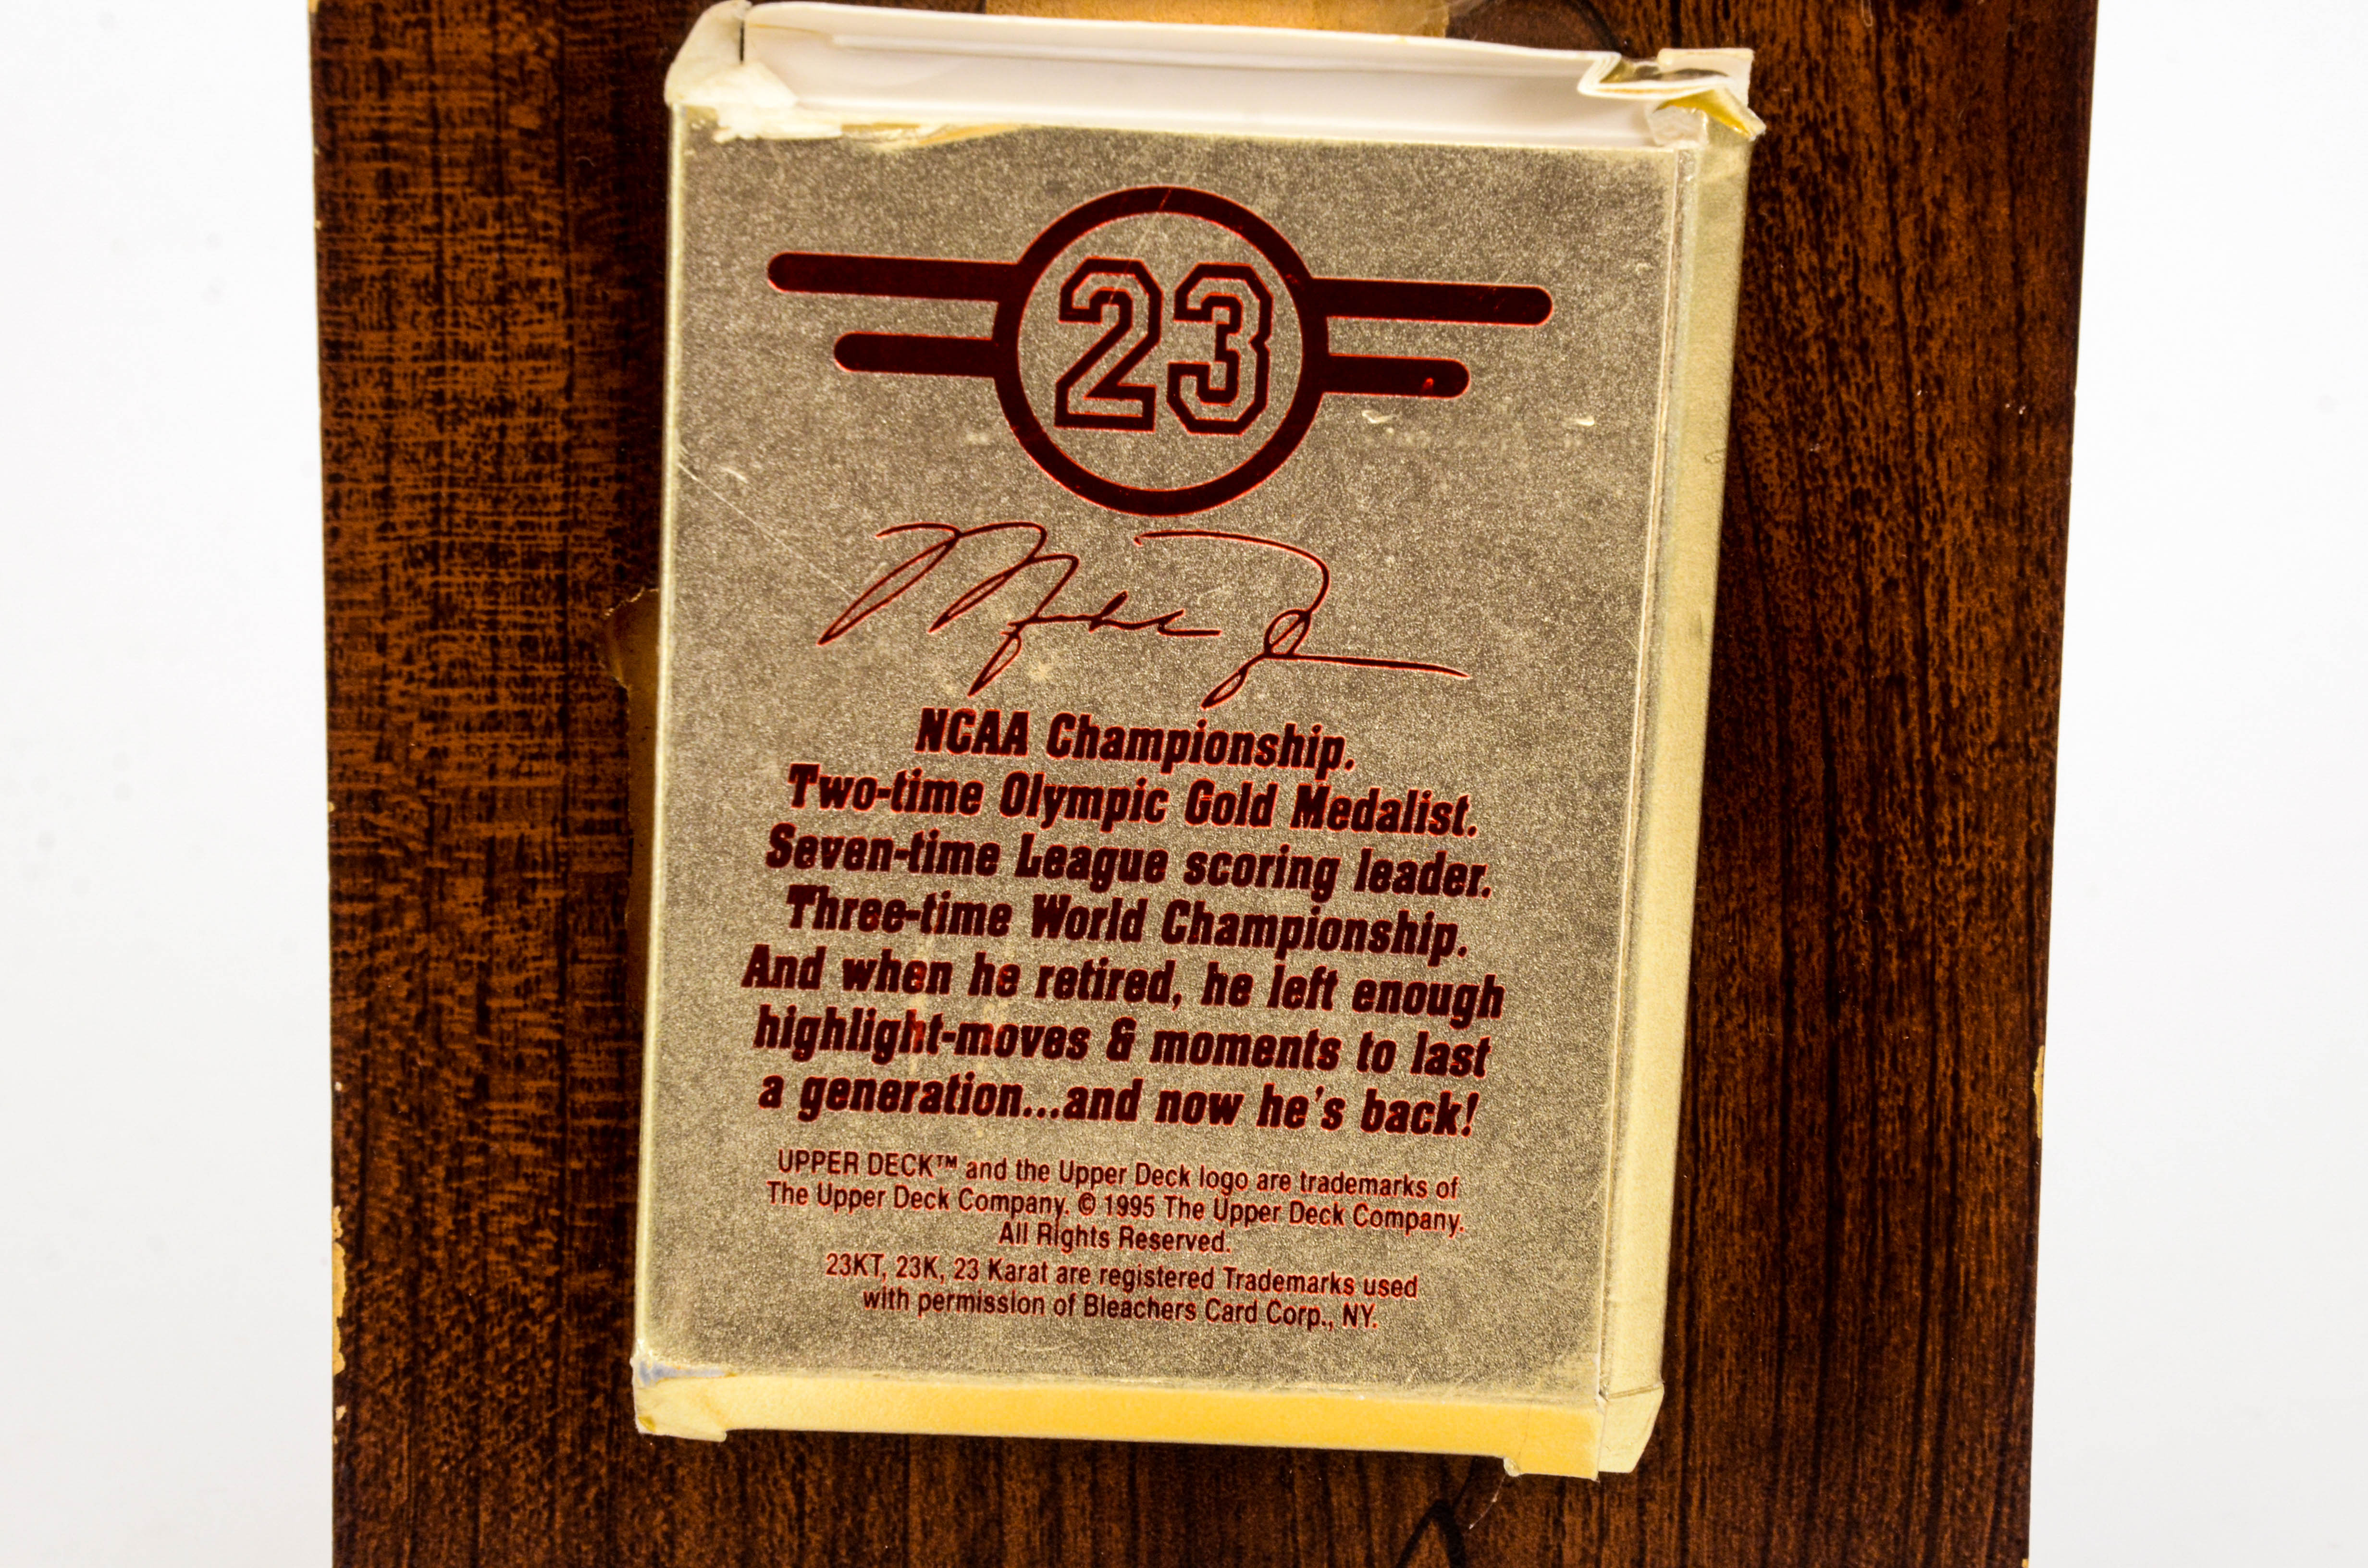 23
NCAA Championship.
Two-time Olympic Gold Medalist.
Seven-time League scoring leader.
Three-time World Championship.
And when he retired, he left enough
highlight-moves & moments to last
a generation...and now he's back!
UPPER DECK™ and the Upper Deck logo are trademarks of
The Upper Deck Company. © 1995 The Upper Deck Company.
All Rights Reserved.
23KT, 23K, 23 Karat are registered Trademarks used
with permission of Bleachers Card Corp., NY.